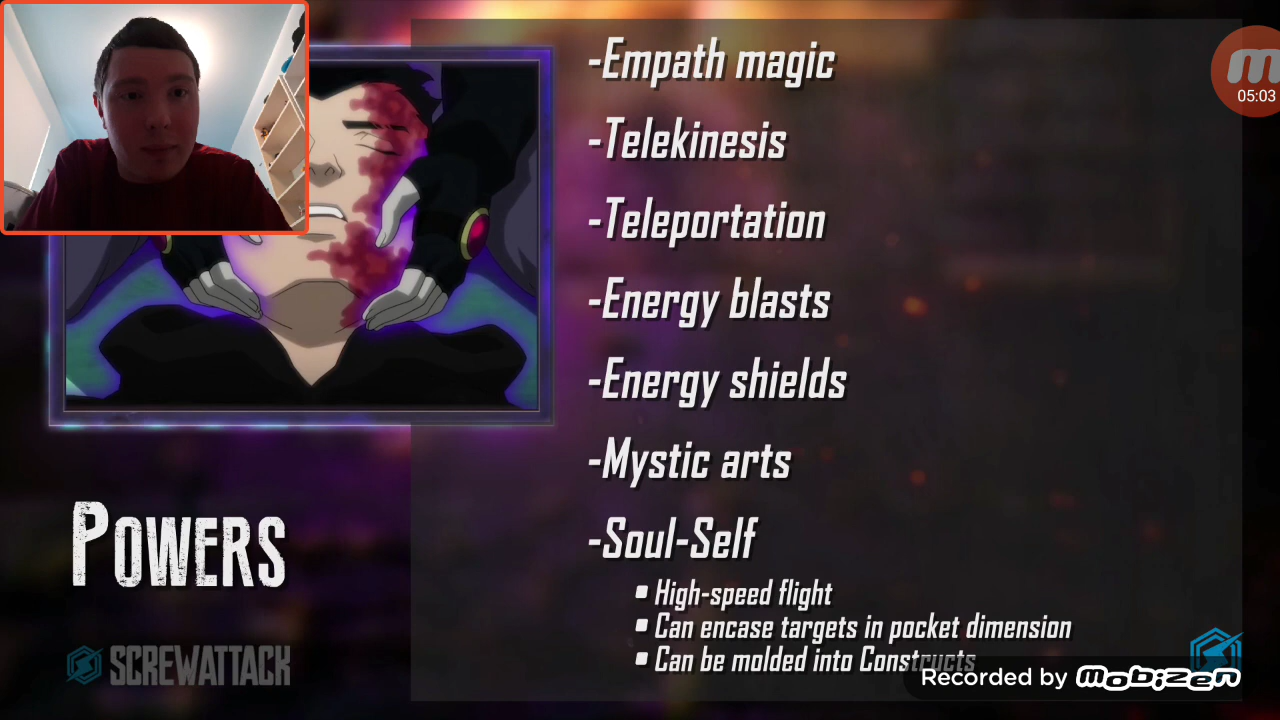 -Empath magic
-Telekinesis
-Teleportation
-Energy blasts
-Energy shields
-Mystic arts
-Soul-Self
▪ High-speed flight
▪ Can encase targets in pocket dimension
▪ Can be molded into Constructs
POWERS
SCREWATTACK
m
05:03
Recorded by mobizen